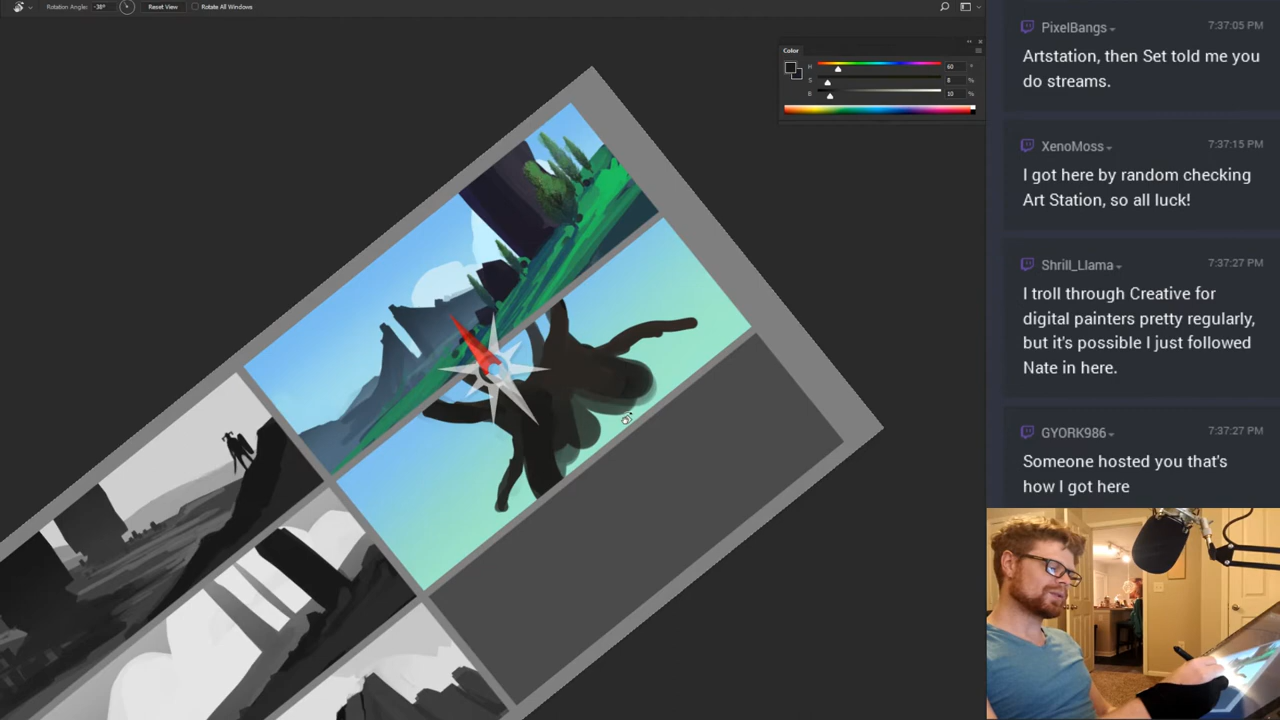 Rotation Angle: -38° Reset View Rotate All Windows
Color
H 60 °
S 8 %
B 10 %
PixelBangs 7:37:05 PM
Artstation, then Set told me you
do streams.
XenoMoss 7:37:15 PM
I got here by random checking
Art Station, so all luck!
Shrill_Llama 7:37:27 PM
I troll through Creative for
digital painters pretty regularly,
but it's possible I just followed
Nate in here.
GYORK986 7:37:27 PM
Someone hosted you that's
how I got here